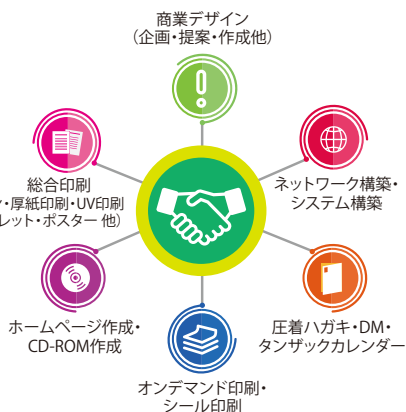 商業デザイン
（企画・提案・作成他）
総合印刷
・厚紙印刷・UV印刷
レット・ポスター 他）
ネットワーク構築・
システム構築
ホームページ作成・
CD-ROM作成
圧着ハガキ・DM・
タンザックカレンダー
オンデマンド印刷・
シール印刷